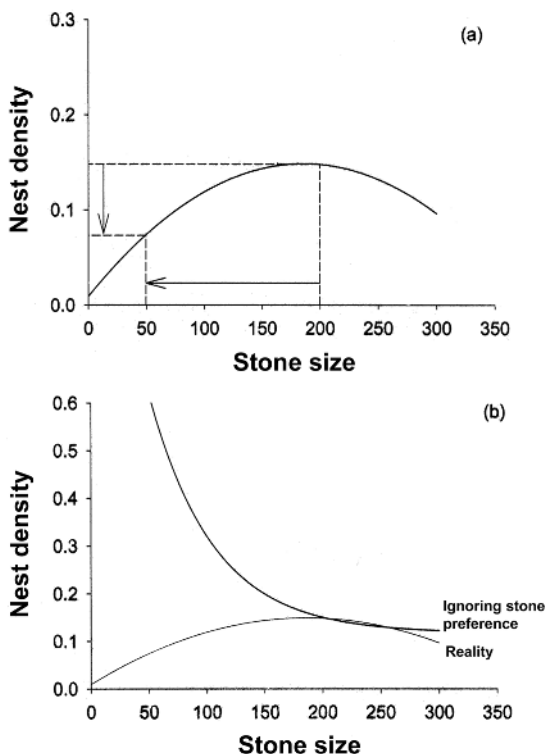 (a)
Nest density
0.3
0.2
0.1
0.0
0 50 100 150 200 250 300 350
Stone size
(b)
Nest density
0.6
0.5
0.4
0.3
0.2
0.1
0.0
Ignoring stone
preference
Reality
0 50 100 150 200 250 300 350
Stone size